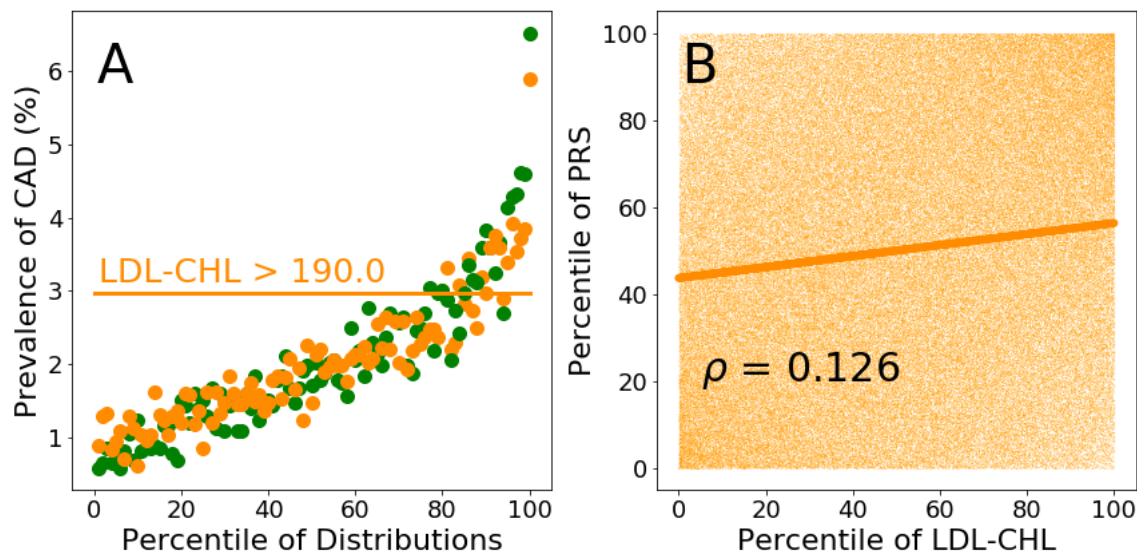 A
Prevalence of CAD (%)
6
5
4
3
2
1
LDL-CHL > 190.0
0 20 40 60 80 100
Percentile of Distributions
B
Percentile of PRS
100
80
60
40
20
0
ρ = 0.126
0 20 40 60 80 100
Percentile of LDL-CHL